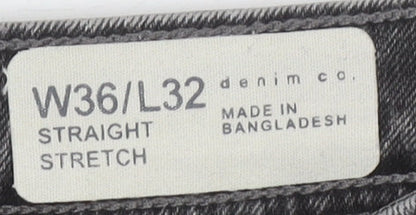 W36/L32
STRAIGHT
STRETCH
denim co.
MADE IN
BANGLADESH